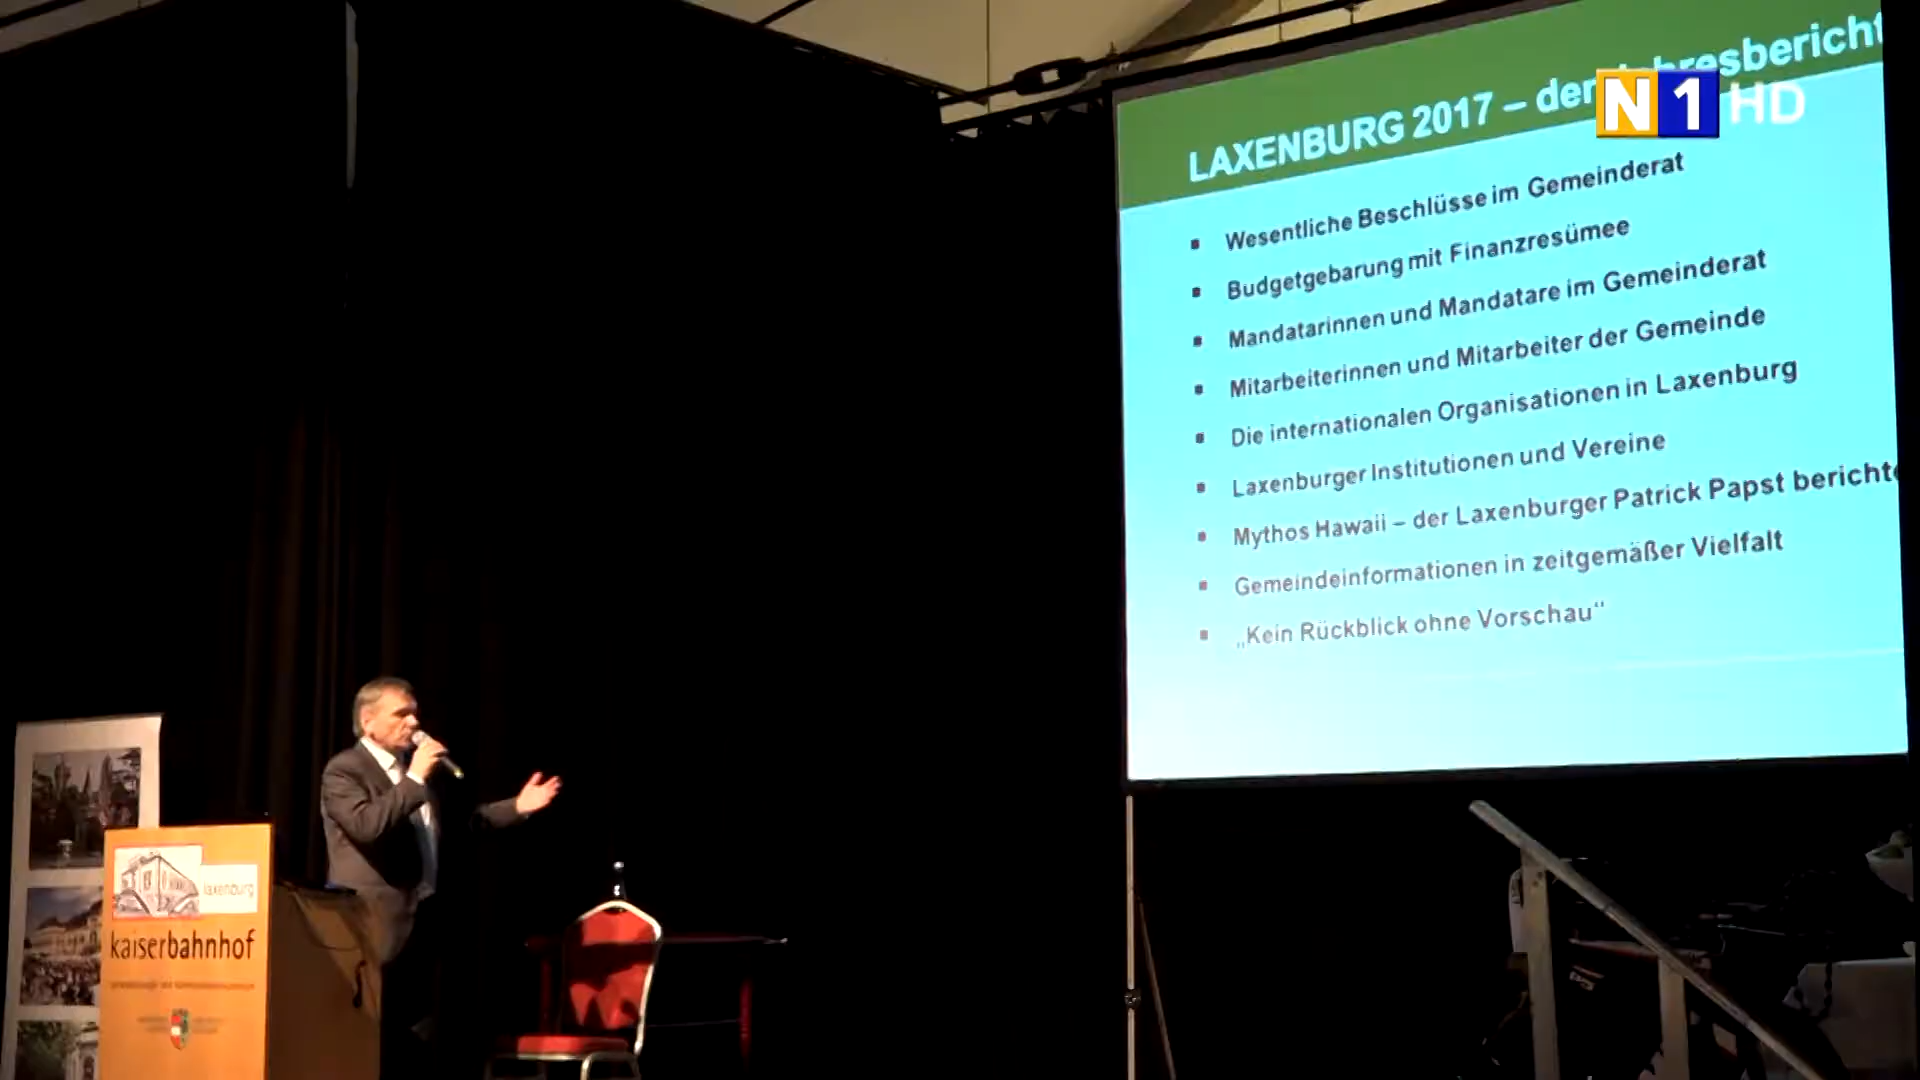 LAXENBURG 2017 – der Jahresbericht
N1 HD
Wesentliche Beschlüsse im Gemeinderat
Budgetgebarung mit Finanzresümee
Mandatarinnen und Mandatare im Gemeinderat
Mitarbeiterinnen und Mitarbeiter der Gemeinde
Die internationalen Organisationen in Laxenburg
Laxenburger Institutionen und Vereine
Mythos Hawaii – der Laxenburger Patrick Papst berichte
Gemeindeinformationen in zeitgemäßer Vielfalt
„Kein Rückblick ohne Vorschau“
laxenburg
kaiserbahnhof